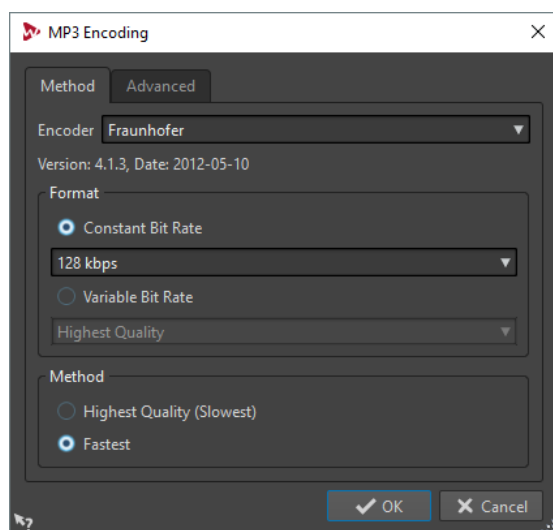 MP3 Encoding
Method Advanced
Encoder Fraunhofer
Version: 4.1.3, Date: 2012-05-10
Format
Constant Bit Rate
128 kbps
Variable Bit Rate
Highest Quality
Method
Highest Quality (Slowest)
Fastest
OK Cancel
?